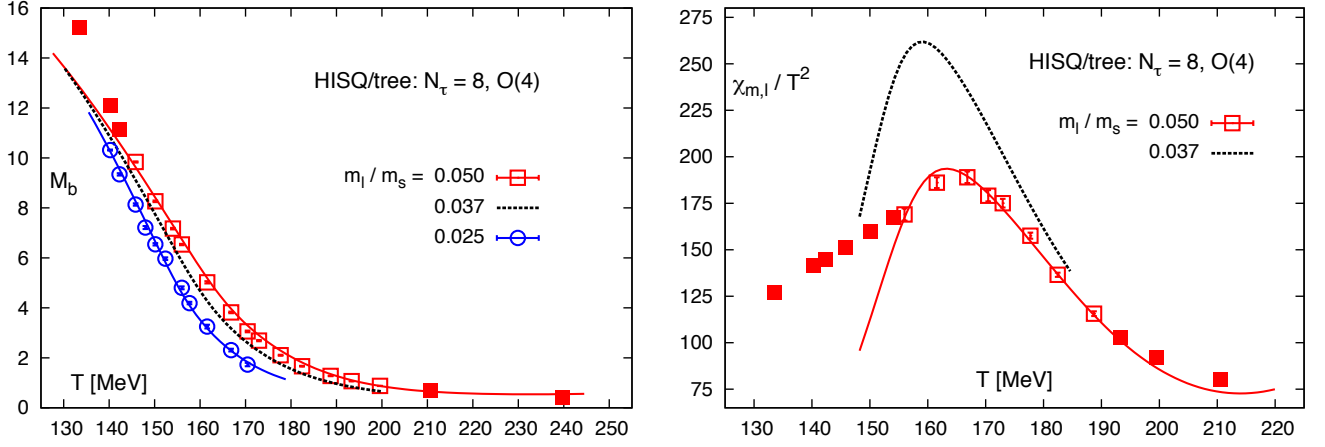 16
14
12
10
8
6
4
2
0
M_b
HISQ/tree: N_τ = 8, O(4)
m_l / m_s = 0.050
0.037
0.025
T [MeV]
130 140 150 160 170 180 190 200 210 220 230 240 250
275
250
225
200
175
150
125
100
75
χ_{m,l} / T^2
HISQ/tree: N_τ = 8, O(4)
m_l / m_s = 0.050
0.037
T [MeV]
130 140 150 160 170 180 190 200 210 220